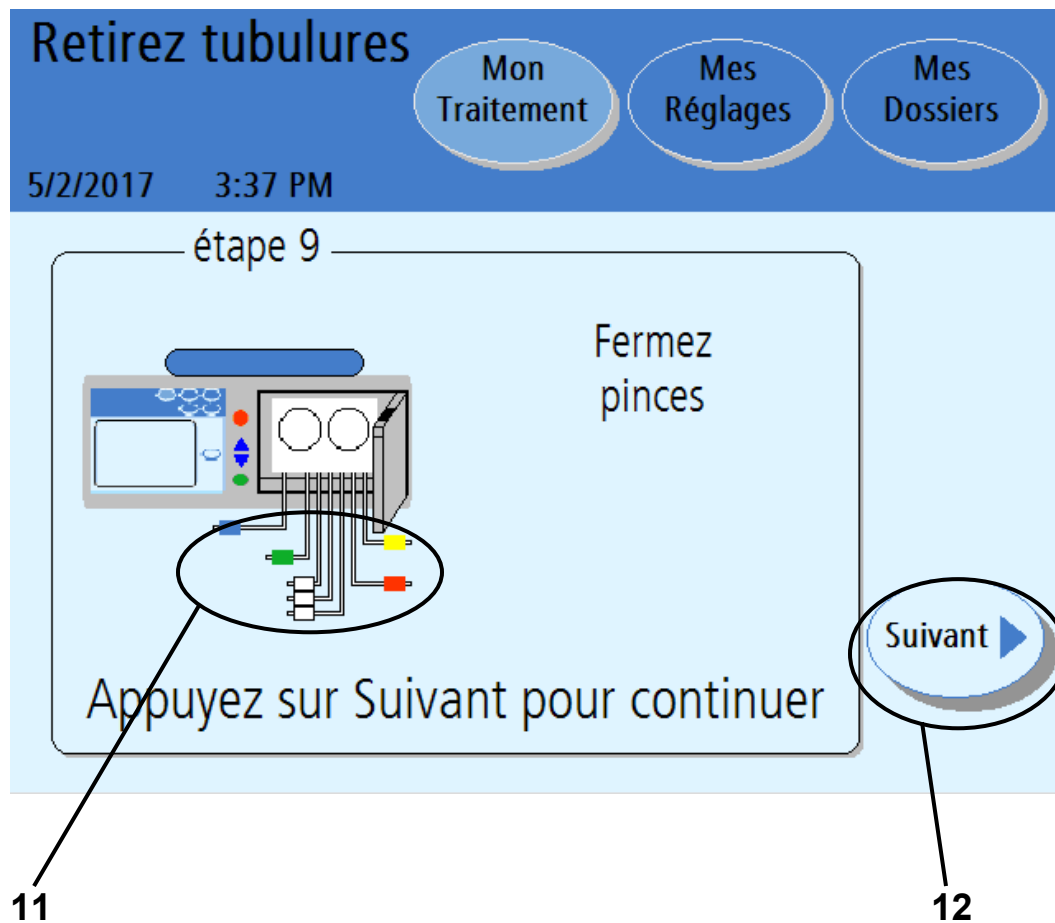 Retirez tubulures
Mon
Traitement
Mes
Réglages
Mes
Dossiers
5/2/2017 3:37 PM
étape 9
Fermez
pinces
Suivant
Appuyez sur Suivant pour continuer
11
12